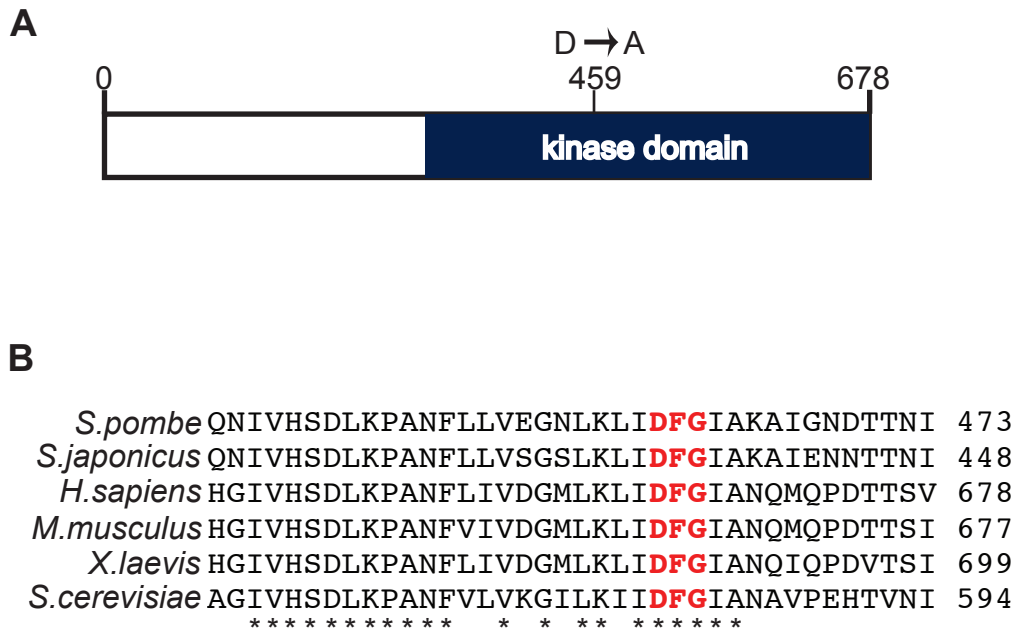 A
D → A
0 459 678
kinase domain
B
S.pombe QNIVHSDLKPANFLLVEGNLKLIDFGIAKAIGNDTTNI 473
S.japonicus QNIVHSDLKPANFLLVSGSLKLIDFGIAKAIENNTTNI 448
H.sapiens HGIVHSDLKPANFLIVDGMLKLIDFGIANQMQPDTTSV 678
M.musculus HGIVHSDLKPANFVIVDGMLKLIDFGIANQMQPDTTSI 677
X.laevis HGIVHSDLKPANFLIVDGMLKLIDFGIANQIQPDVTSI 699
S.cerevisiae AGIVHSDLKPANFVLVKGILKIIDFGIANAVPEHTVNI 594
***********  * * ** ******